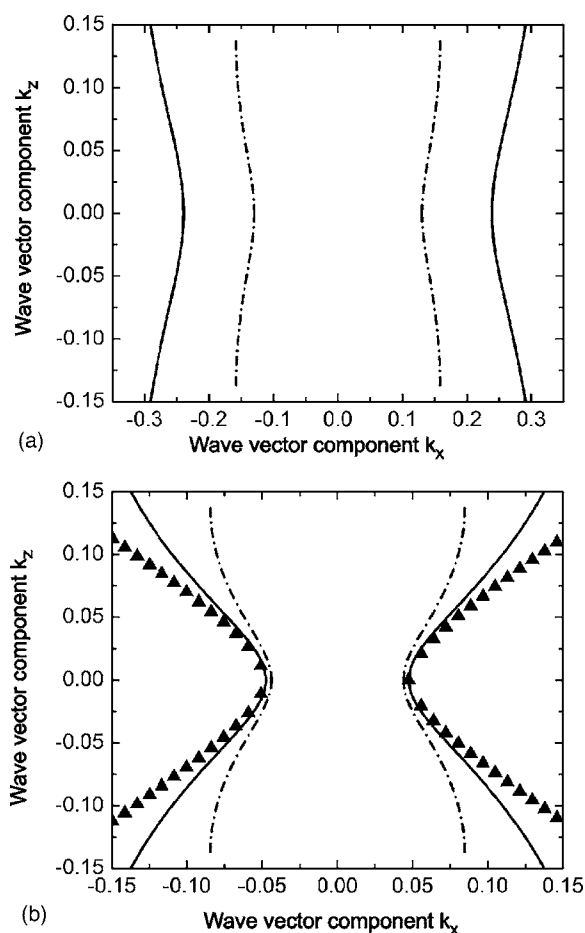 0.15
0.10
0.05
0.00
-0.05
-0.10
-0.15
Wave vector component k_z
-0.3 -0.2 -0.1 0.0 0.1 0.2 0.3
Wave vector component k_x
(a)
0.15
0.10
0.05
0.00
-0.05
-0.10
-0.15
Wave vector component k_z
-0.15 -0.10 -0.05 0.00 0.05 0.10 0.15
Wave vector component k_x
(b)